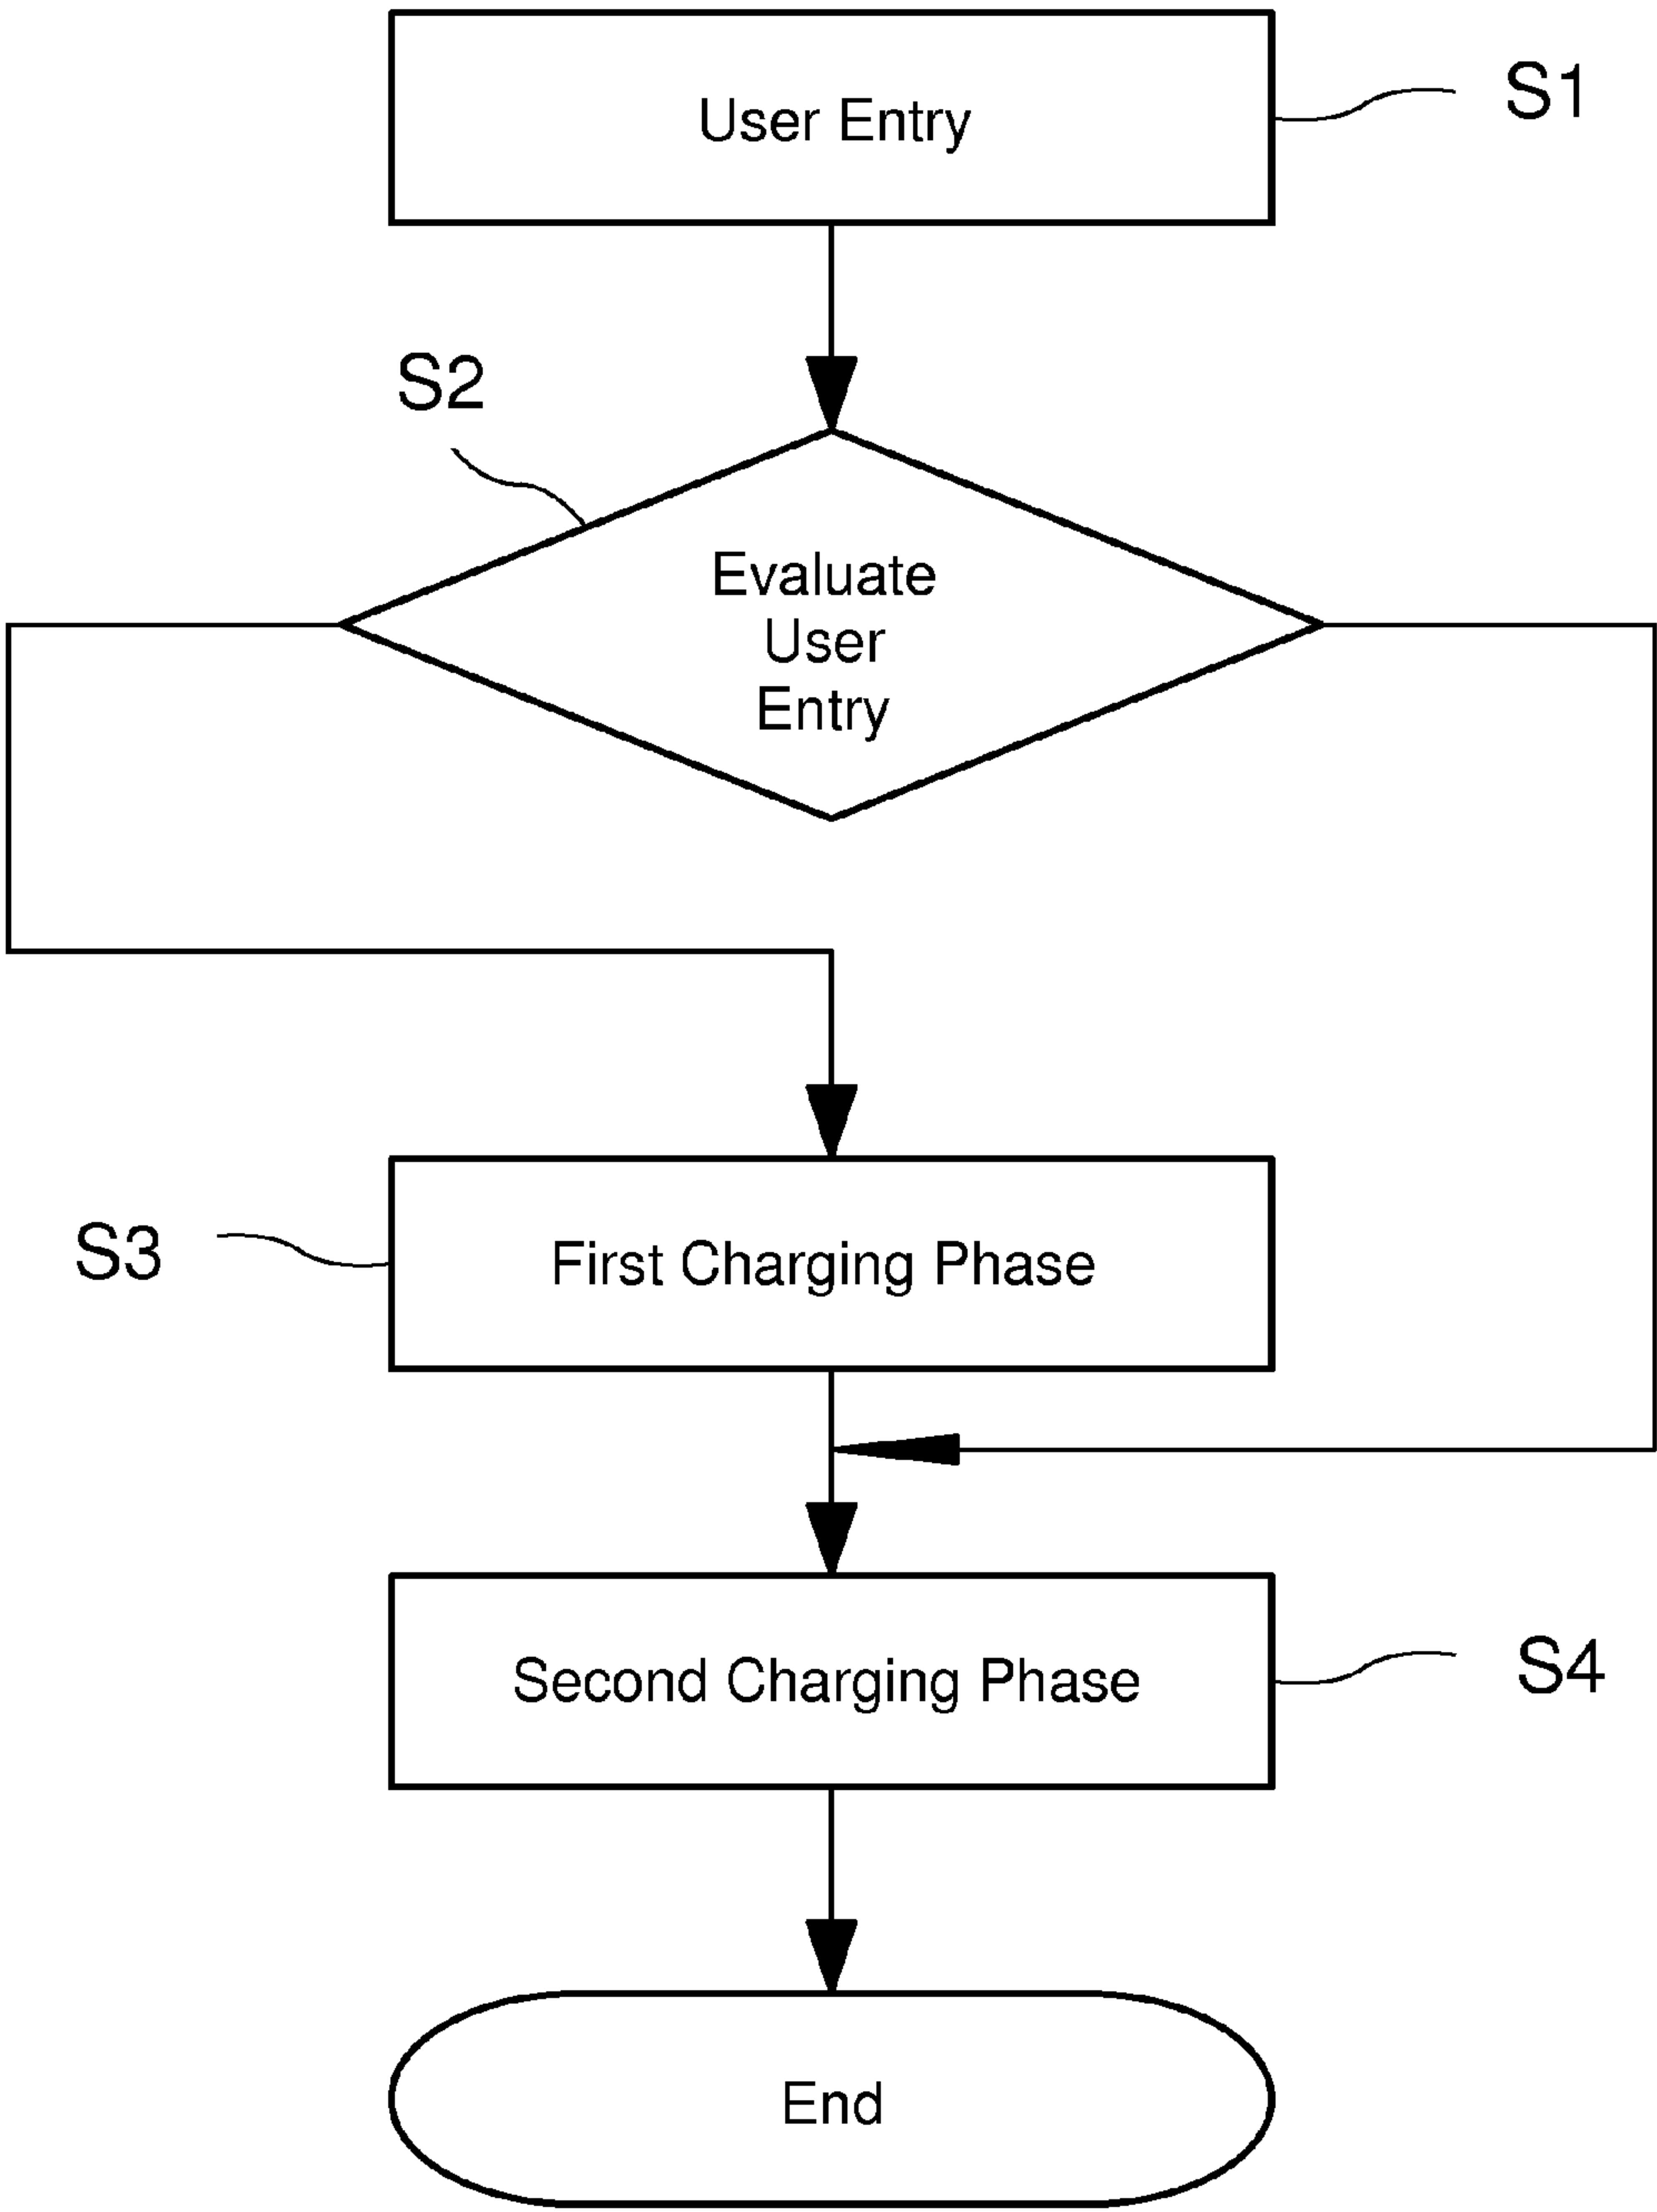 User Entry
S1
S2
Evaluate
User
Entry
S3
First Charging Phase
Second Charging Phase
S4
End